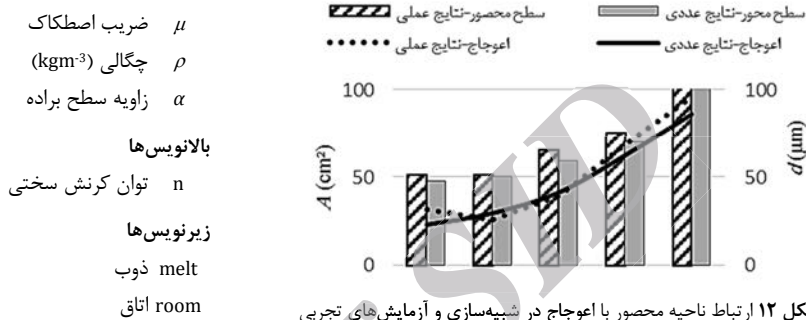 μ ضریب اصطکاک
ρ چگالی (kgm-3)
α زاویه سطح براده
بالانویس‌ها
n توان کرنش سختی
زیرنویس‌ها
melt ذوب
room اتاق
سطح محصور-نتایج عملی
سطح محور-نتایج عددی
اعوجاج-نتایج عملی
اعوجاج-نتایج عددی
100
50
0
A (cm²)
100
50
0
d (μm)
کل ۱۲ ارتباط ناحیه محصور با اعوجاج در شبیه‌سازی و آزمایش‌های تجربی
SID